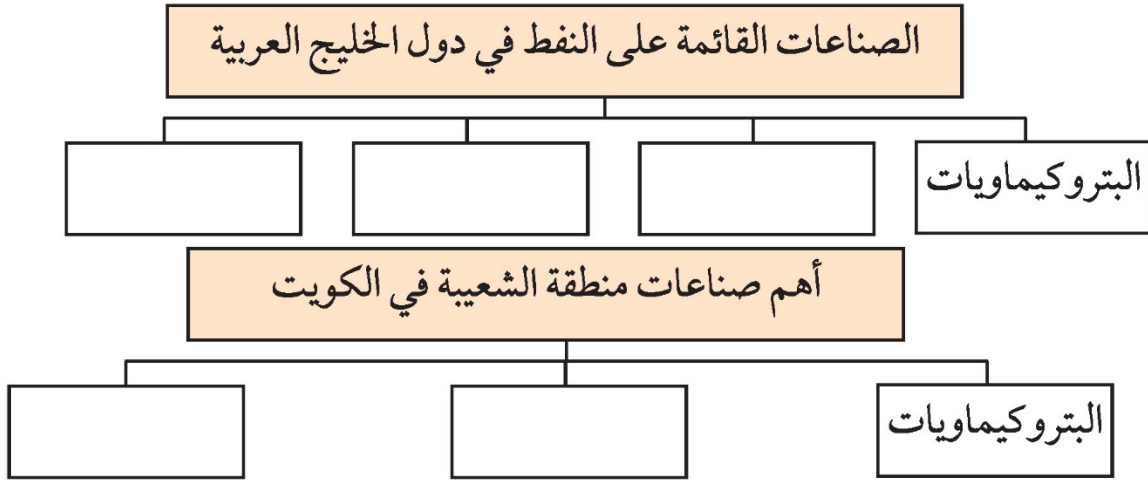 الصناعات القائمة على النفط في دول الخليج العربية
البتروكيماويات
أهم صناعات منطقة الشعيبة في الكويت
البتروكيماويات